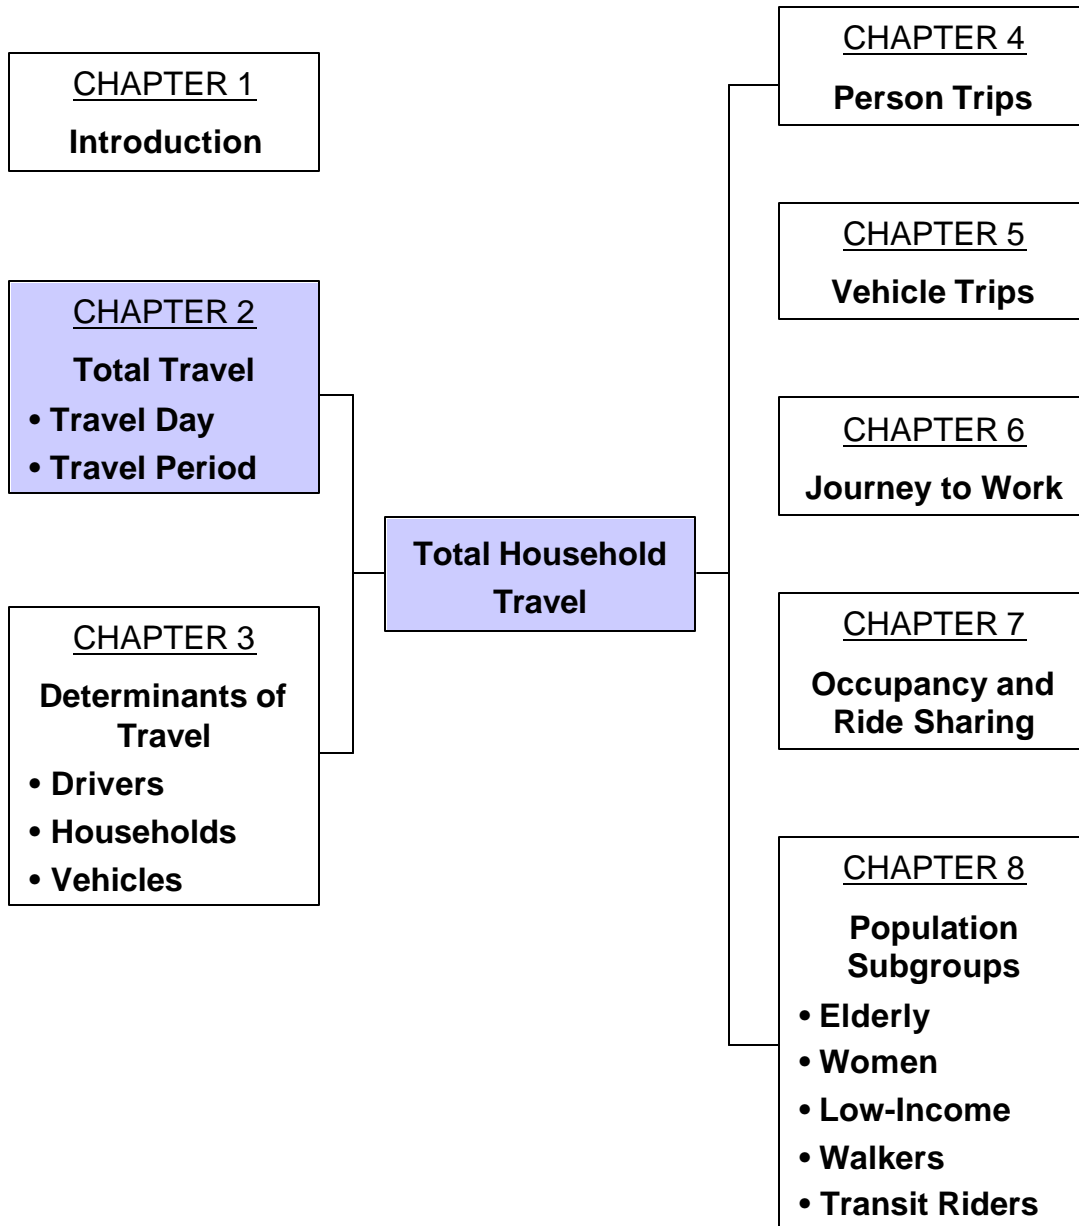 CHAPTER 1
Introduction
CHAPTER 2
Total Travel
• Travel Day
• Travel Period
CHAPTER 3
Determinants of
Travel
• Drivers
• Households
• Vehicles
Total Household
Travel
CHAPTER 4
Person Trips
CHAPTER 5
Vehicle Trips
CHAPTER 6
Journey to Work
CHAPTER 7
Occupancy and
Ride Sharing
CHAPTER 8
Population
Subgroups
• Elderly
• Women
• Low-Income
• Walkers
• Transit Riders